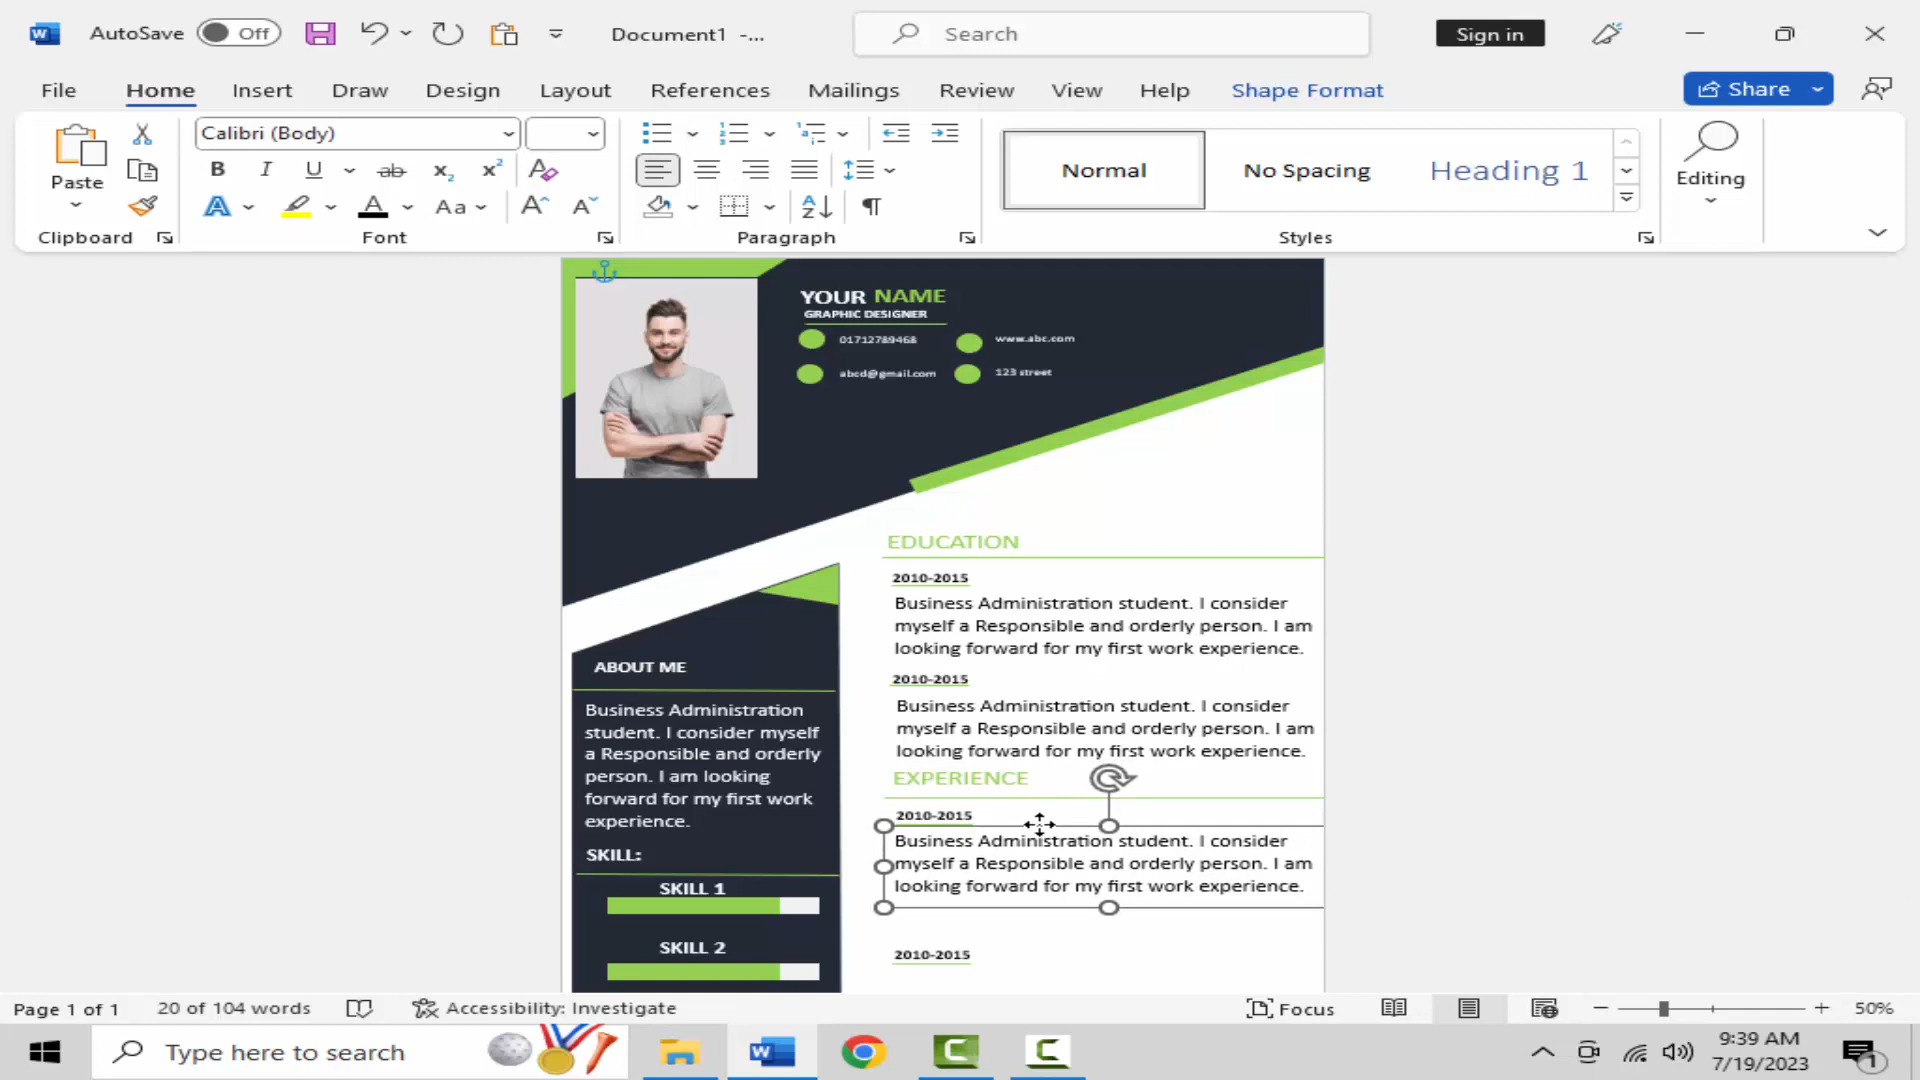 AutoSave Off Document1 -... Search Sign in
File Home Insert Draw Design Layout References Mailings Review View Help Shape Format Share
Paste
Calibri (Body)
B I U ab x₂ x² A
A A Aa A A
Normal No Spacing Heading 1
Editing
Clipboard Font Paragraph Styles
YOUR NAME
GRAPHIC DESIGNER
01712789468 www.abc.com
abcd@gmail.com 123 street
EDUCATION
2010-2015
Business Administration student. I consider
myself a Responsible and orderly person. I am
looking forward for my first work experience.
2010-2015
Business Administration student. I consider
myself a Responsible and orderly person. I am
looking forward for my first work experience.
EXPERIENCE
2010-2015
Business Administration student. I consider
myself a Responsible and orderly person. I am
looking forward for my first work experience.
2010-2015
ABOUT ME
Business Administration
student. I consider myself
a Responsible and orderly
person. I am looking
forward for my first work
experience.
SKILL:
SKILL 1
SKILL 2
Page 1 of 1 20 of 104 words Accessibility: Investigate Focus 50%
Type here to search
9:39 AM
7/19/2023
1